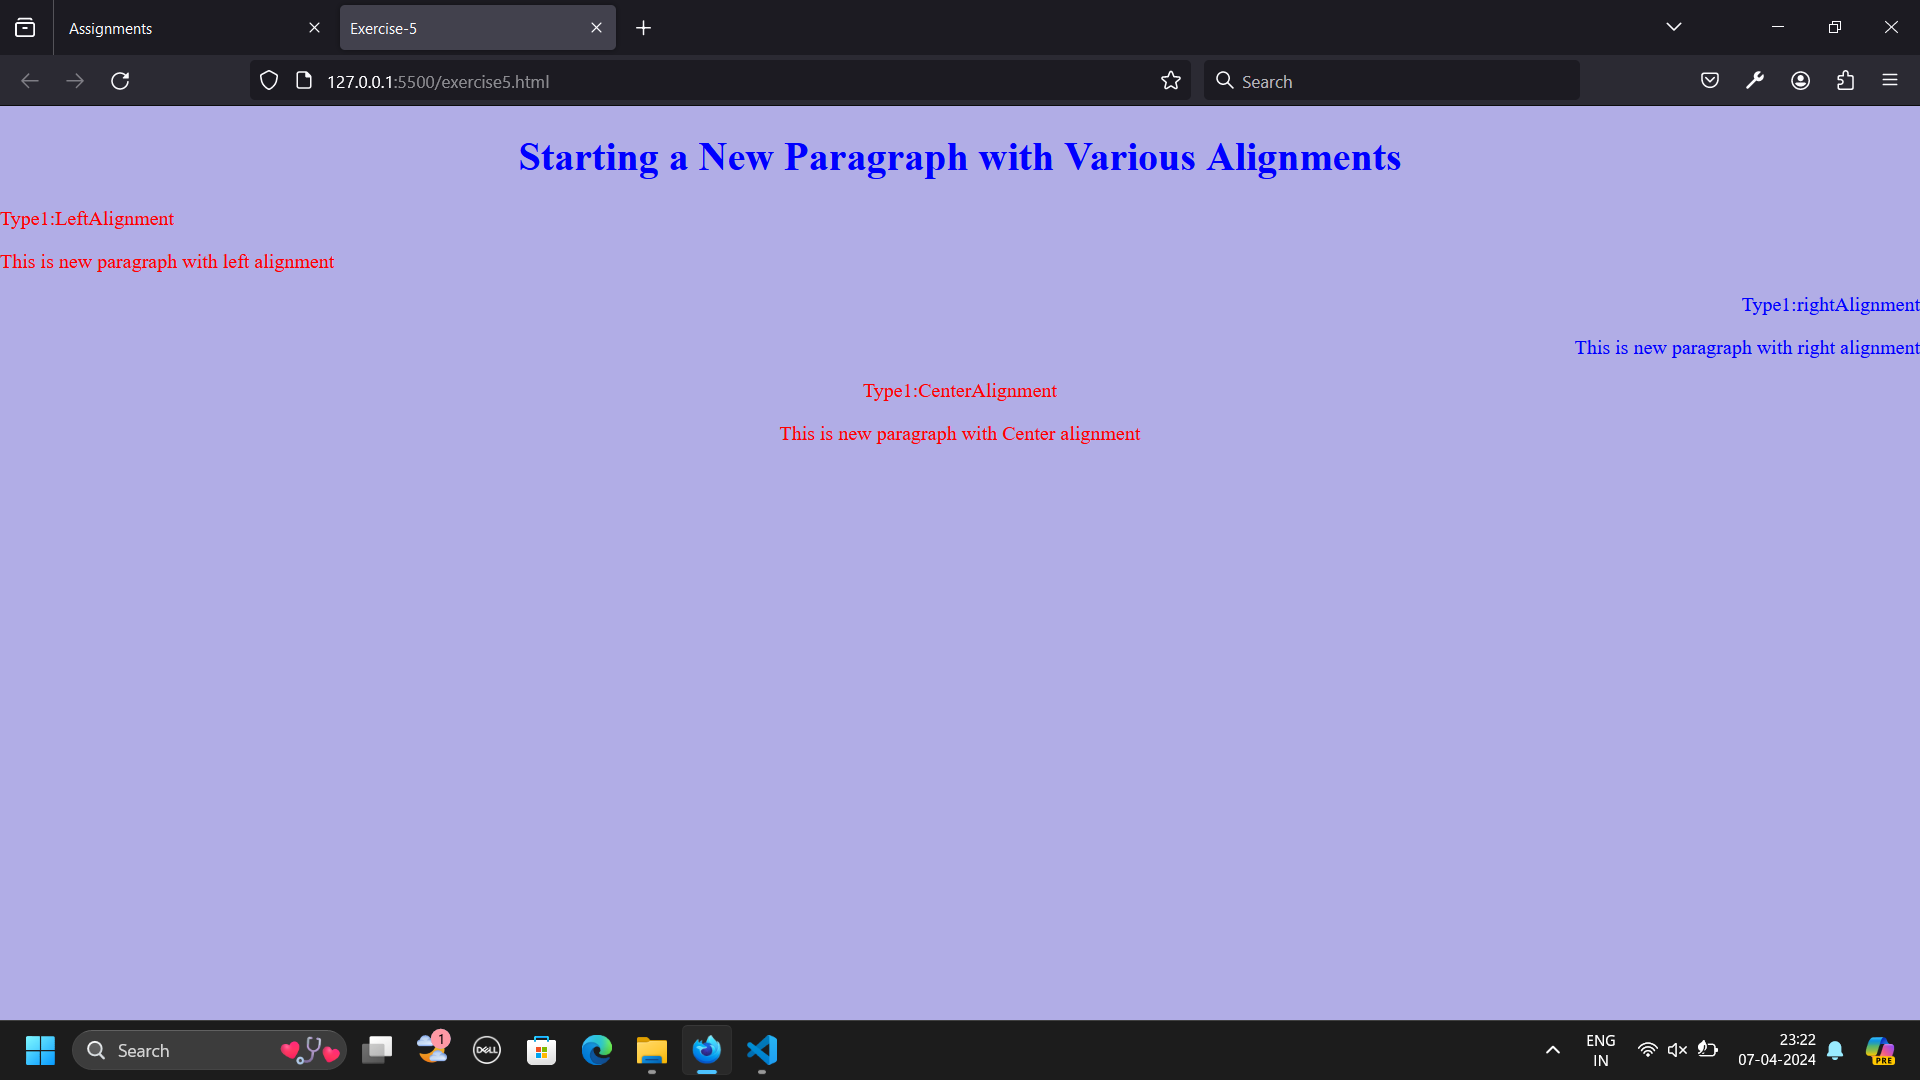 Assignments
Exercise-5
127.0.0.1:5500/exercise5.html
Search
Starting a New Paragraph with Various Alignments
Type1:LeftAlignment
This is new paragraph with left alignment
Type1:rightAlignment
This is new paragraph with right alignment
Type1:CenterAlignment
This is new paragraph with Center alignment
Search
1
DELL
ENG
IN
23:22
07-04-2024
PRE